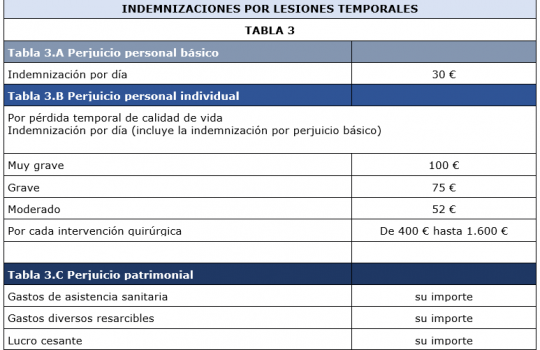 INDEMNIZACIONES POR LESIONES TEMPORALES
TABLA 3
Tabla 3.A Perjuicio personal básico
Indemnización por día 30 €
Tabla 3.B Perjuicio personal individual
Por pérdida temporal de calidad de vida
Indemnización por día (incluye la indemnización por perjuicio básico)
Muy grave 100 €
Grave 75 €
Moderado 52 €
Por cada intervención quirúrgica De 400 € hasta 1.600 €
Tabla 3.C Perjuicio patrimonial
Gastos de asistencia sanitaria su importe
Gastos diversos resarcibles su importe
Lucro cesante su importe